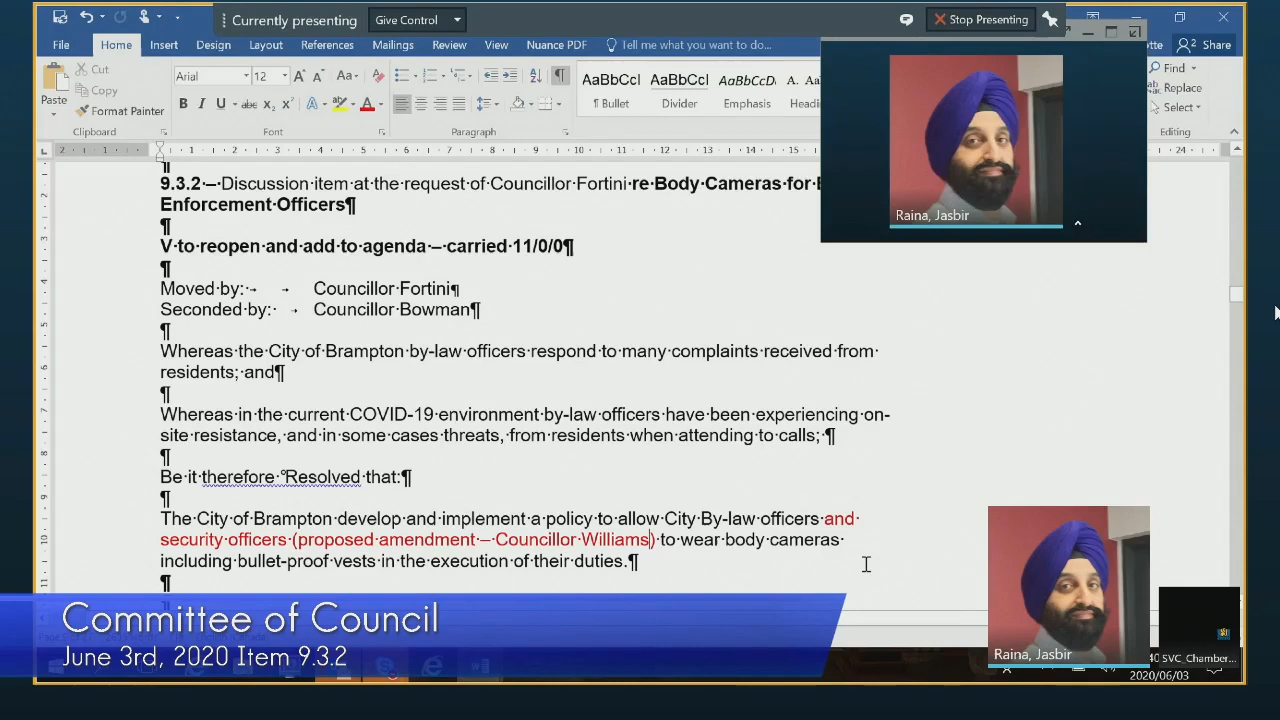 Currently presenting
Give Control
Stop Presenting
File
Home
Insert
Design
Layout
References
Mailings
Review
View
Nuance PDF
Tell me what you want to do...
Share
Paste
Cut
Copy
Format Painter
Clipboard
Arial
12
Font
Paragraph
AaBbCcI
AaBbCcI
AaBbCcD
¶ Bullet
Divider
Emphasis
Find
Replace
Select
Editing
9.3.2 – Discussion item at the request of Councillor Fortini re Body Cameras for
Enforcement Officers¶
V to reopen and add to agenda – carried 11/0/0¶
Moved by: Councillor Fortini¶
Seconded by: Councillor Bowman¶
Whereas the City of Brampton by-law officers respond to many complaints received from
residents; and¶
Whereas in the current COVID-19 environment by-law officers have been experiencing on-
site resistance, and in some cases threats, from residents when attending to calls; ¶
Be it therefore °Resolved that:¶
The City of Brampton develop and implement a policy to allow City By-law officers and
security officers (proposed amendment – Councillor Williams) to wear body cameras
including bullet-proof vests in the execution of their duties.¶
Raina, Jasbir
Committee of Council
June 3rd, 2020 Item 9.3.2
Raina, Jasbir
SVC_Chamber...
2020/06/03